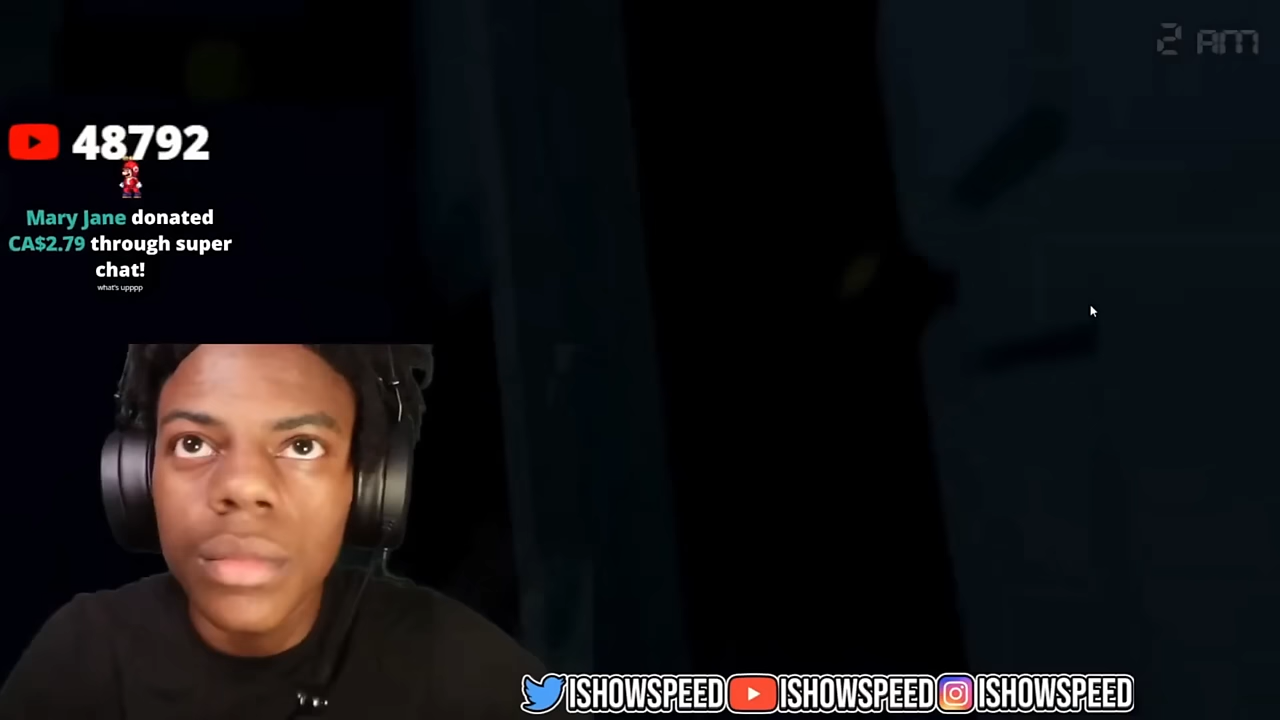 2 AM
48792
Mary Jane donated
CA$2.79 through super
chat!
what's upppp
ISHOWSPEED ISHOWSPEED ISHOWSPEED